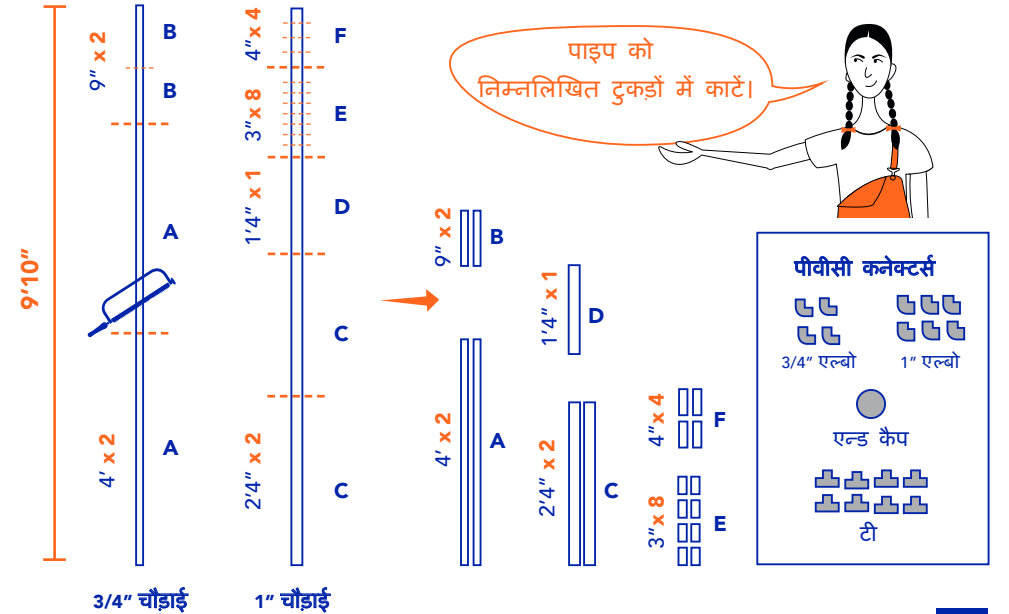 पाइप को
निम्नलिखित टुकड़ों में काटें।
9′10″
9″ x 2
B
B
A
4′ x 2
A
3/4″ चौड़ाई
4″x 4
F
3″x 8
E
1′4″ x 1
D
C
2′4″ x 2
C
1″ चौड़ाई
9″ x 2
B
4′ x 2
A
1′4″ x 1
D
2′4″ x 2
C
4″x 4
F
3″x 8
E
पीवीसी कनेक्टर्स
3/4″ एल्बो
1″ एल्बो
एन्ड कैप
टी